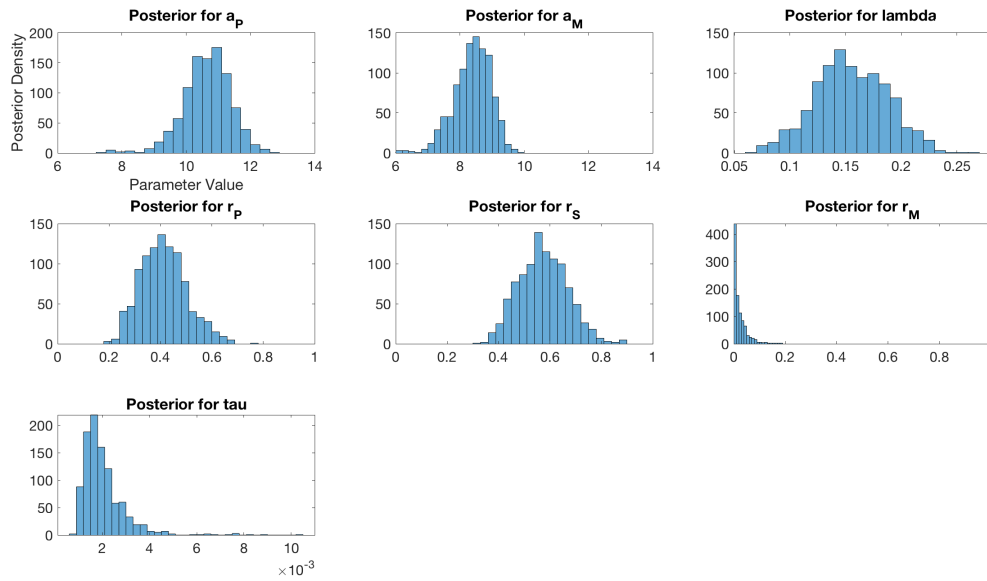 Posterior for a_P
Posterior Density
200
150
100
50
0
6 8 10 12 14
Parameter Value
Posterior for a_M
150
100
50
0
6 8 10 12 14
Posterior for lambda
150
100
50
0
0.05 0.1 0.15 0.2 0.25
Posterior for r_P
150
100
50
0
0 0.2 0.4 0.6 0.8 1
Posterior for r_S
150
100
50
0
0 0.2 0.4 0.6 0.8 1
Posterior for r_M
400
300
200
100
0
0 0.2 0.4 0.6 0.8
Posterior for tau
200
150
100
50
0
2 4 6 8 10
×10^-3